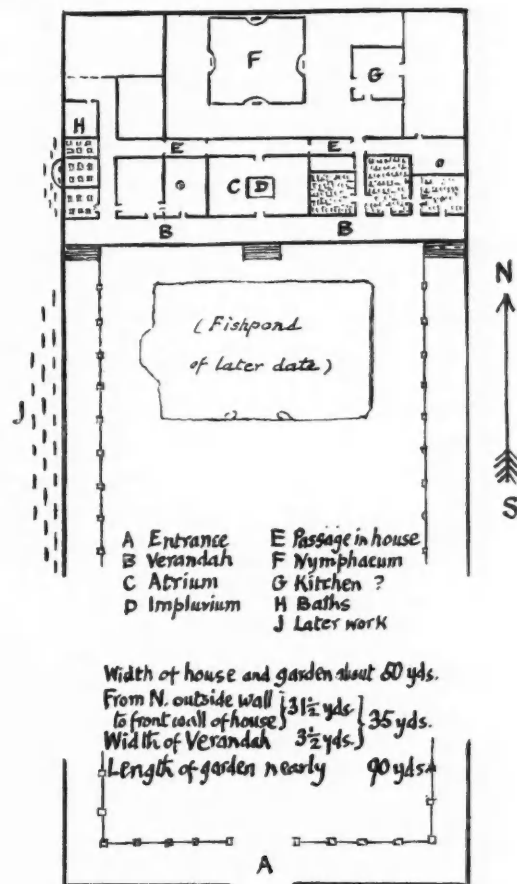 F
G
H
E E
C D
B B
N
(Fishpond
of later date)
J
S
A Entrance E Passage in house
B Verandah F Nymphaeum
C Atrium G Kitchen ?
D Impluvium H Baths
J Later work
Width of house and garden about 50 yds.
From N. outside wall
to front wall of house } 31½ yds. } 35 yds.
Width of Verandah 3½ yds.
Length of garden nearly 90 yds.
A